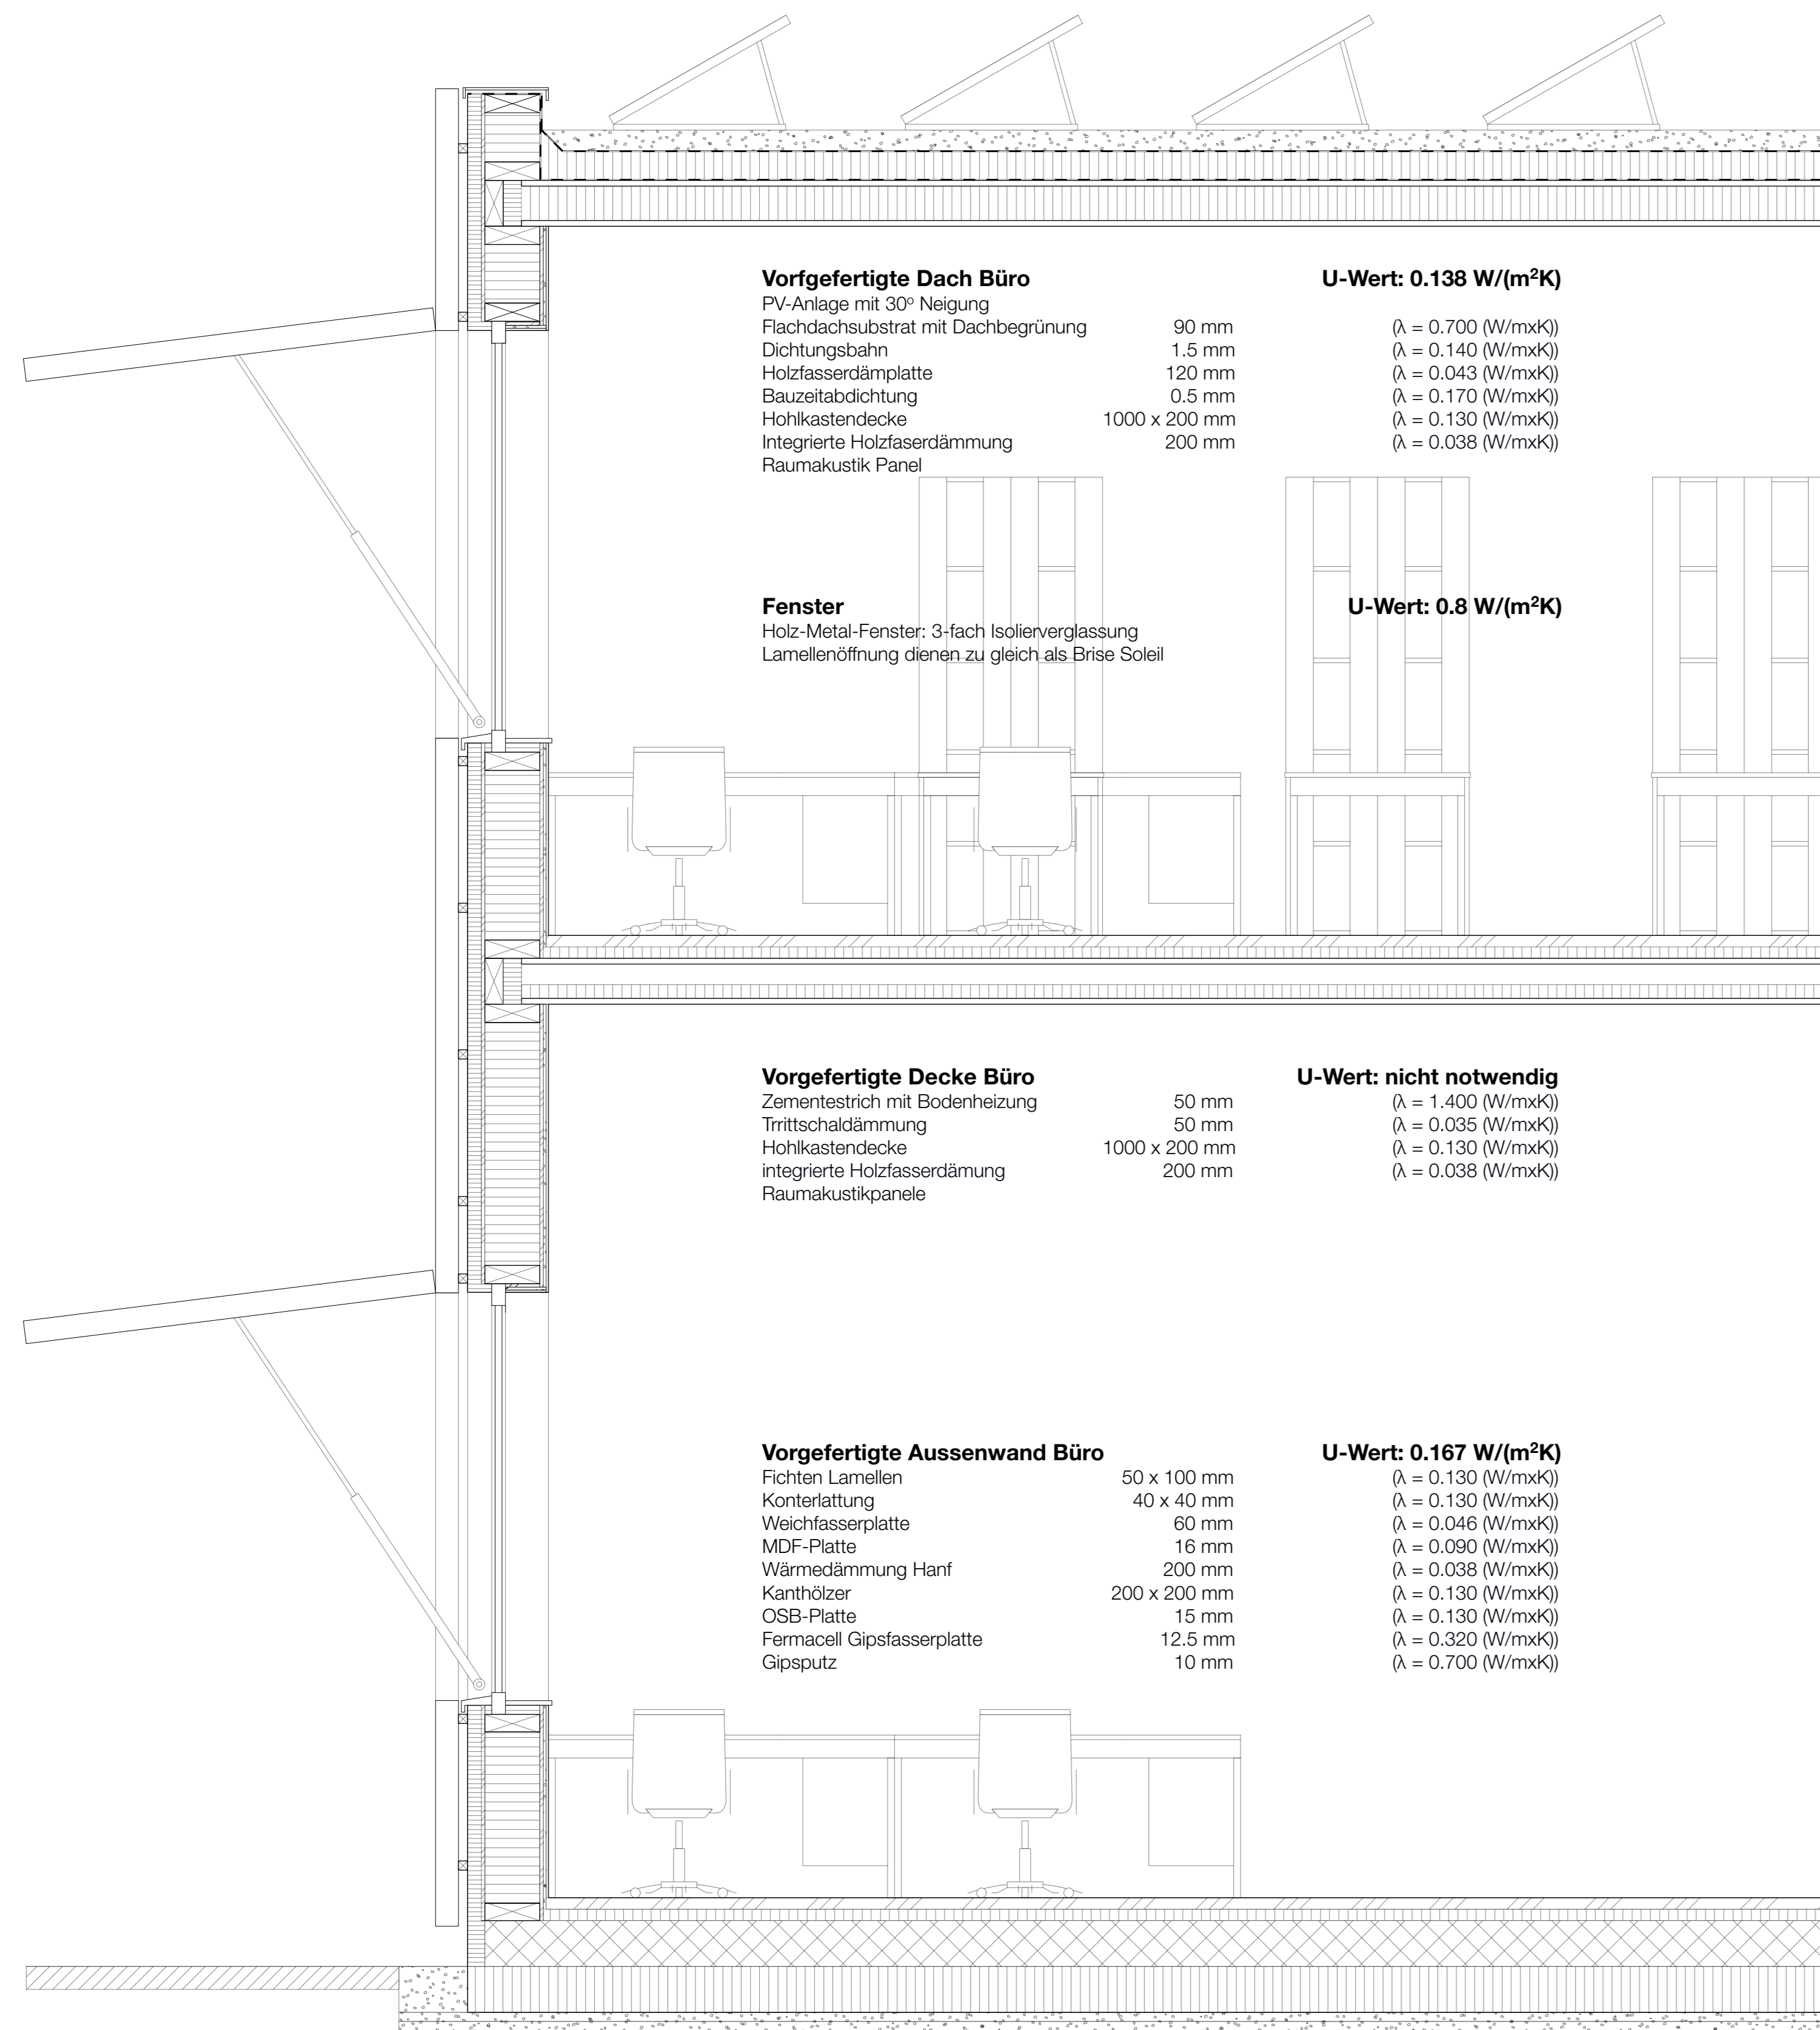 Vorfgefertigte Dach Büro U-Wert: 0.138 W/(m²K)
PV-Anlage mit 30º Neigung
Flachdachsubstrat mit Dachbegrünung 90 mm (λ = 0.700 (W/mxK))
Dichtungsbahn 1.5 mm (λ = 0.140 (W/mxK))
Holzfasserdämplatte 120 mm (λ = 0.043 (W/mxK))
Bauzeitabdichtung 0.5 mm (λ = 0.170 (W/mxK))
Hohlkastendecke 1000 x 200 mm (λ = 0.130 (W/mxK))
Integrierte Holzfaserdämmung 200 mm (λ = 0.038 (W/mxK))
Raumakustik Panel
Fenster U-Wert: 0.8 W/(m²K)
Holz-Metal-Fenster: 3-fach Isolierverglassung
Lamellenöffnung dienen zu gleich als Brise Soleil
Vorgefertigte Decke Büro U-Wert: nicht notwendig
Zementestrich mit Bodenheizung 50 mm (λ = 1.400 (W/mxK))
Trrittschaldämmung 50 mm (λ = 0.035 (W/mxK))
Hohlkastendecke 1000 x 200 mm (λ = 0.130 (W/mxK))
integrierte Holzfasserdämung 200 mm (λ = 0.038 (W/mxK))
Raumakustikpanele
Vorgefertigte Aussenwand Büro U-Wert: 0.167 W/(m²K)
Fichten Lamellen 50 x 100 mm (λ = 0.130 (W/mxK))
Konterlattung 40 x 40 mm (λ = 0.130 (W/mxK))
Weichfasserplatte 60 mm (λ = 0.046 (W/mxK))
MDF-Platte 16 mm (λ = 0.090 (W/mxK))
Wärmedämmung Hanf 200 mm (λ = 0.038 (W/mxK))
Kanthölzer 200 x 200 mm (λ = 0.130 (W/mxK))
OSB-Platte 15 mm (λ = 0.130 (W/mxK))
Fermacell Gipsfasserplatte 12.5 mm (λ = 0.320 (W/mxK))
Gipsputz 10 mm (λ = 0.700 (W/mxK))